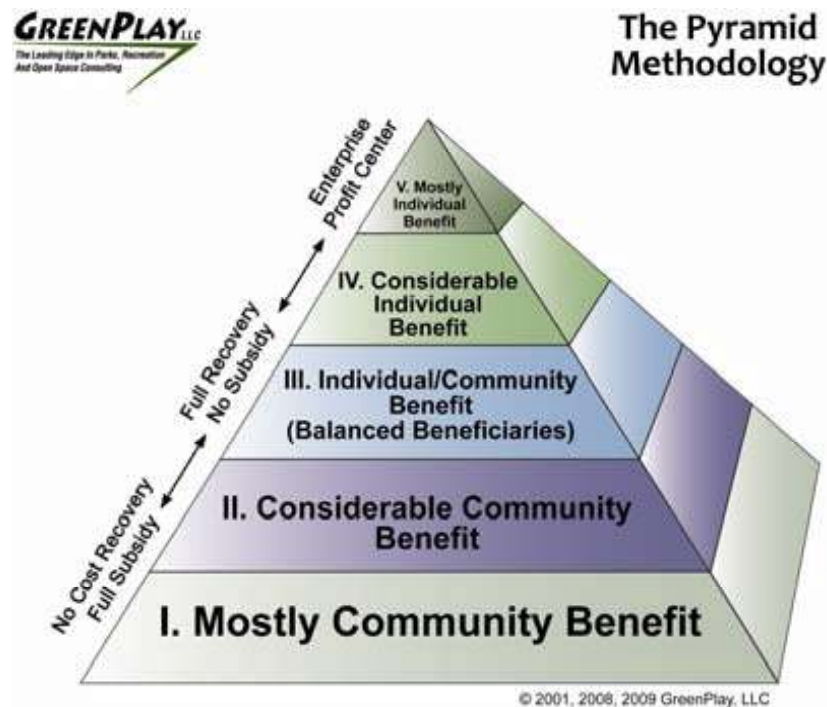 GREENPLAY LLC
The Leading Edge In Parks, Recreation
And Open Space Consulting
The Pyramid
Methodology
Enterprise
Profit Center
V. Mostly
Individual
Benefit
IV. Considerable
Individual
Benefit
Full Recovery
No Subsidy
III. Individual/Community
Benefit
(Balanced Beneficiaries)
II. Considerable Community
Benefit
No Cost Recovery
Full Subsidy
I. Mostly Community Benefit
© 2001, 2008, 2009 GreenPlay, LLC